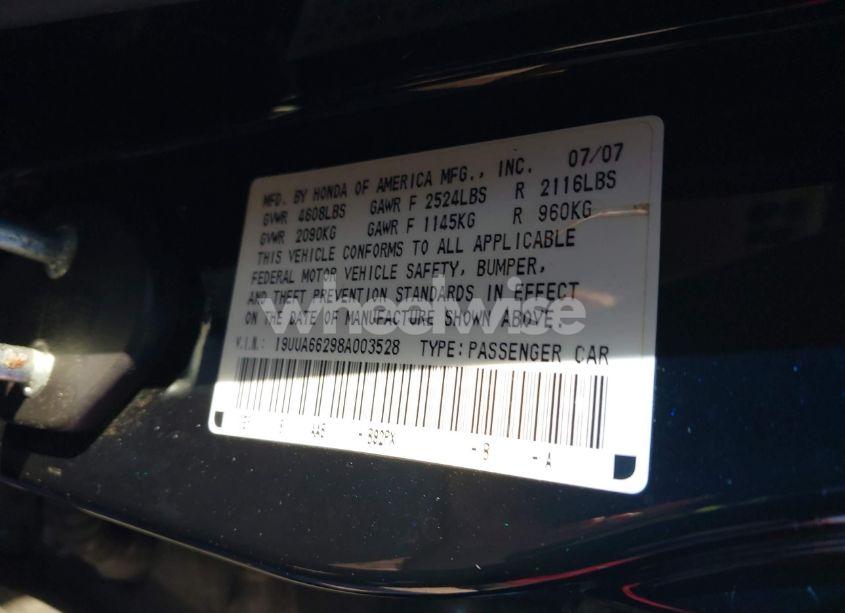 MFD. BY HONDA OF AMERICA MFG., INC. 07/07
GVWR 4608LBS GAWR F 2524LBS R 2116LBS
GVWR 2090KG GAWR F 1145KG R 960KG
THIS VEHICLE CONFORMS TO ALL APPLICABLE
FEDERAL MOTOR VEHICLE SAFETY, BUMPER,
AND THEFT PREVENTION STANDARDS IN EFFECT
ON THE DATE OF MANUFACTURE SHOWN ABOVE.
wheelwise
V.I.N.: 19UUA66298A003528 TYPE: PASSENGER CAR
- B92PX - B - A